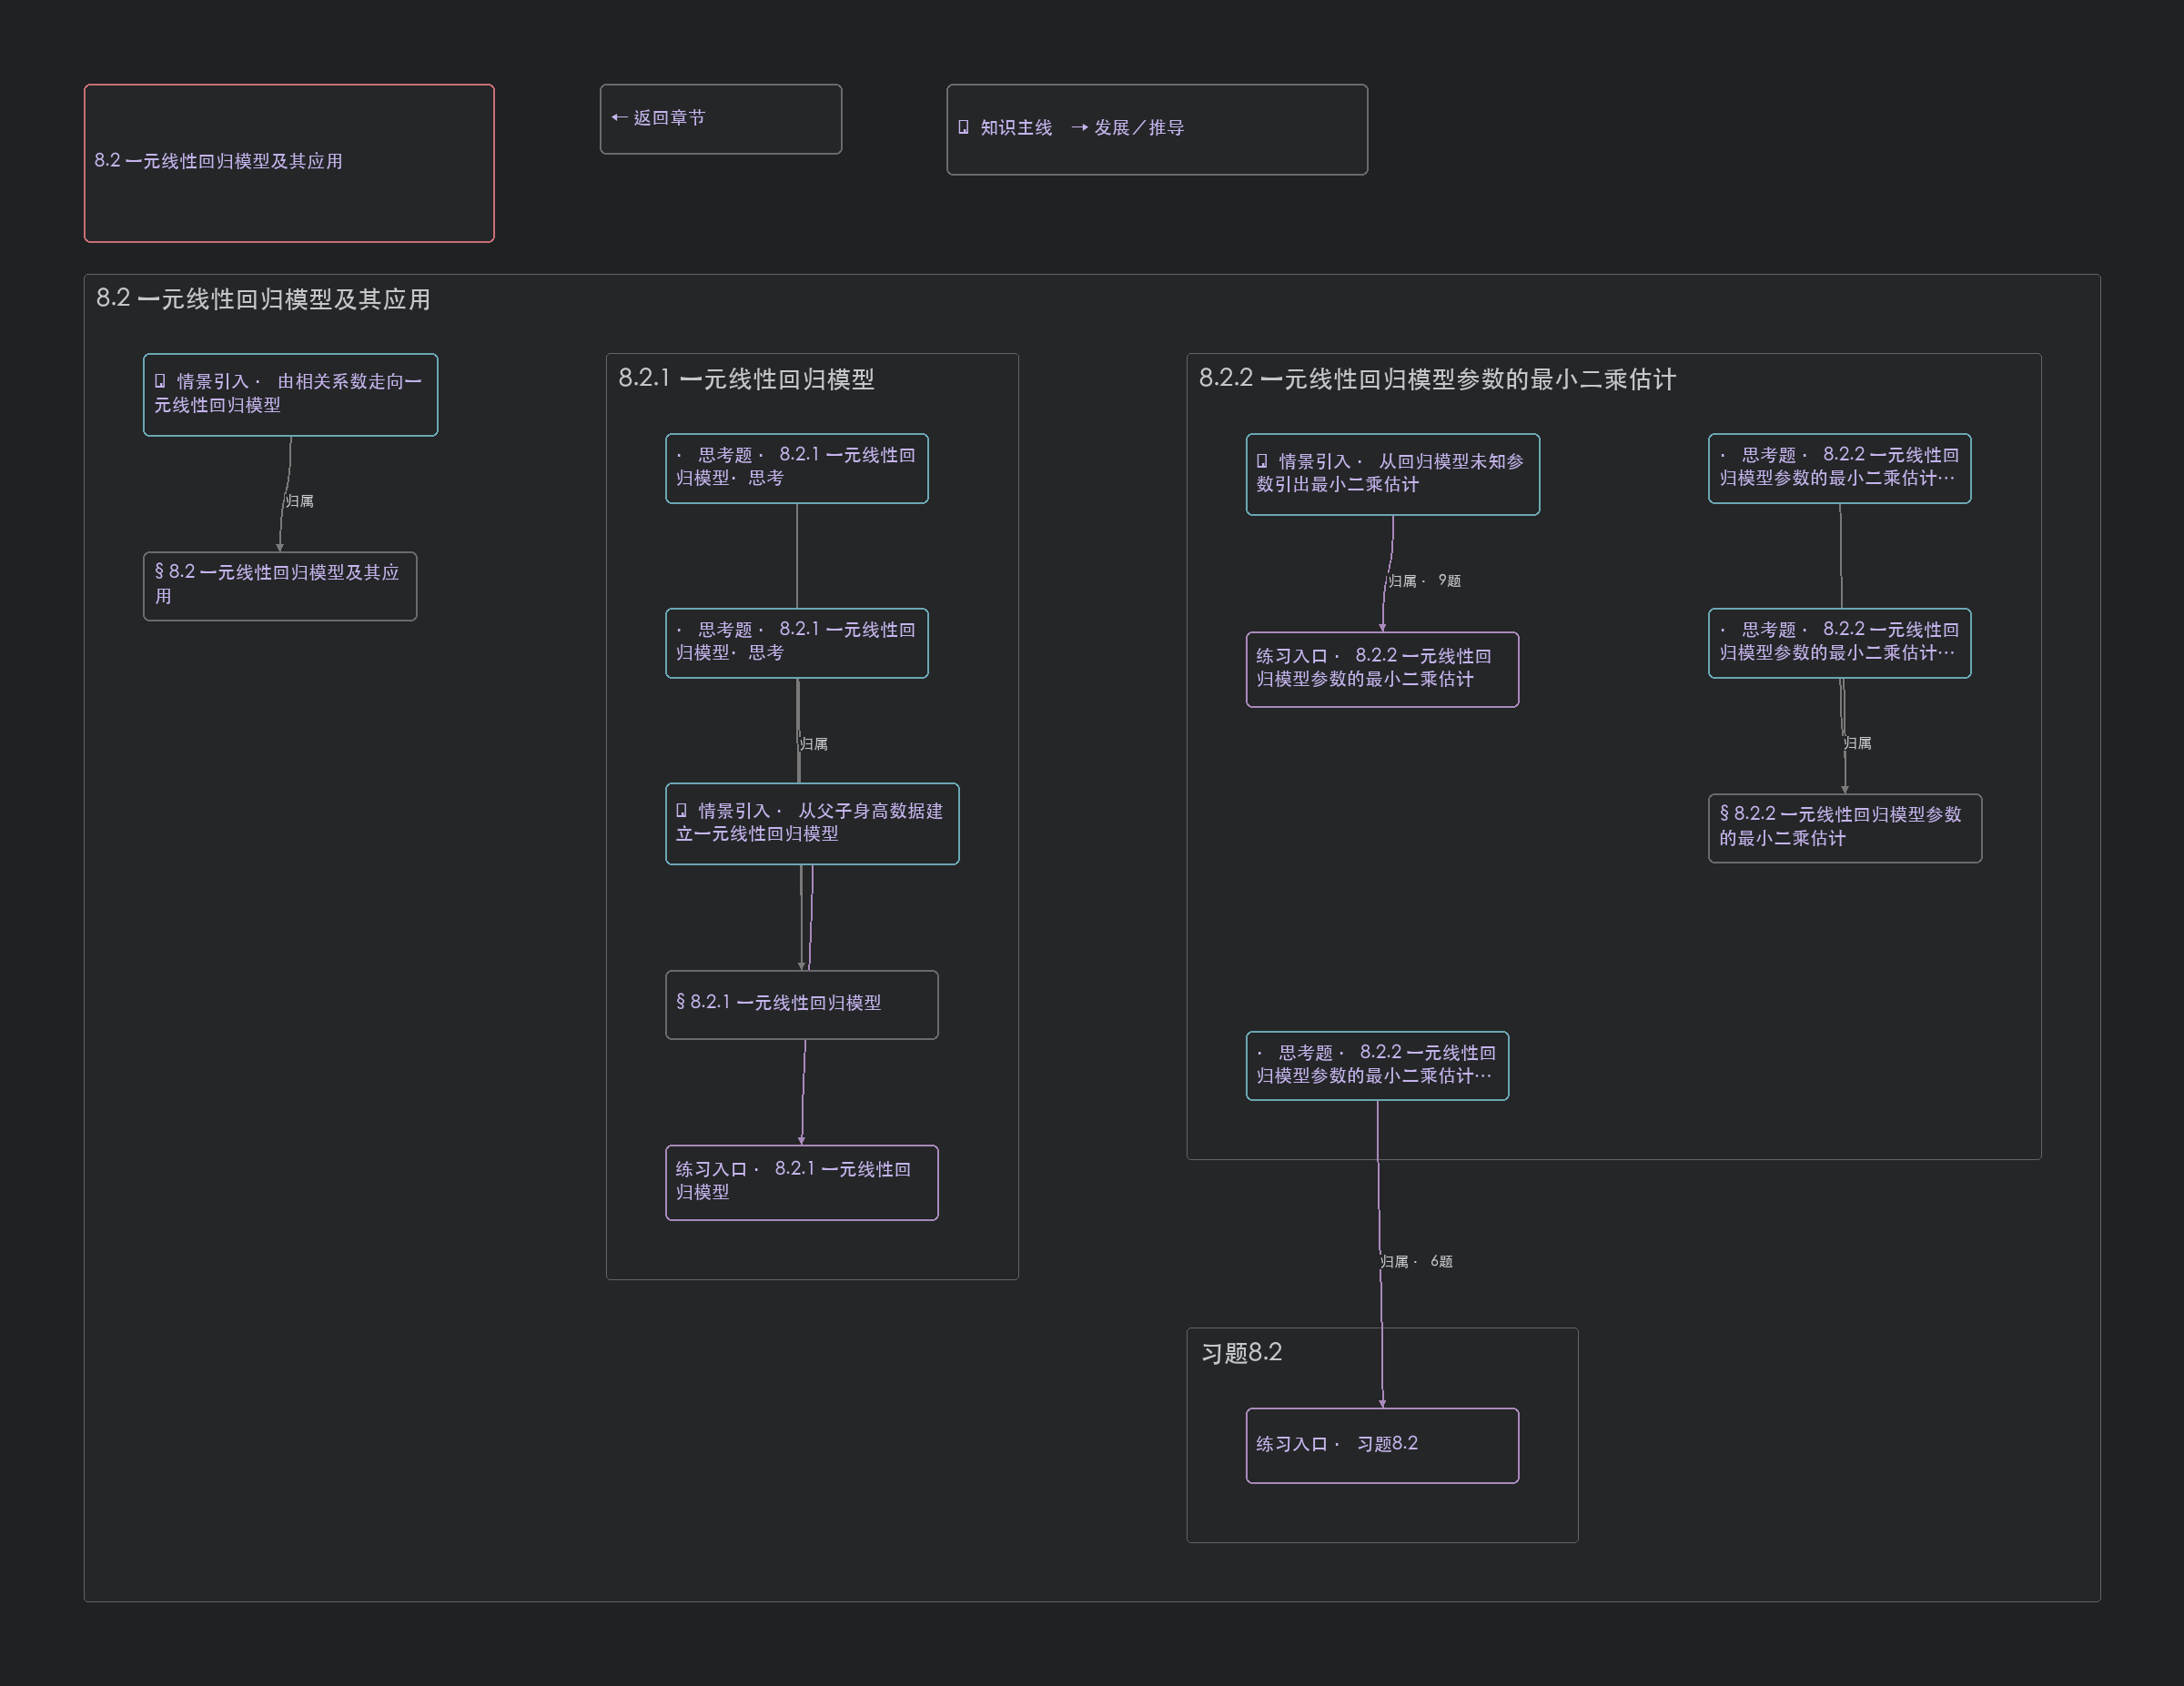 8.2 一元线性回归模型及其应用
← 返回章节
知识主线 → 发展／推导
8.2 一元线性回归模型及其应用
情景引入· 由相关系数走向一
元线性回归模型
归属
§ 8.2 一元线性回归模型及其应
用
8.2.1 一元线性回归模型
· 思考题· 8.2.1 一元线性回
归模型· 思考
· 思考题· 8.2.1 一元线性回
归模型· 思考
归属
情景引入· 从父子身高数据建
立一元线性回归模型
§ 8.2.1 一元线性回归模型
练习入口· 8.2.1 一元线性回
归模型
8.2.2 一元线性回归模型参数的最小二乘估计
情景引入· 从回归模型未知参
数引出最小二乘估计
归属· 9题
练习入口· 8.2.2 一元线性回
归模型参数的最小二乘估计
· 思考题· 8.2.2 一元线性回
归模型参数的最小二乘估计…
· 思考题· 8.2.2 一元线性回
归模型参数的最小二乘估计…
归属
§ 8.2.2 一元线性回归模型参数
的最小二乘估计
· 思考题· 8.2.2 一元线性回
归模型参数的最小二乘估计…
归属· 6题
习题8.2
练习入口· 习题8.2